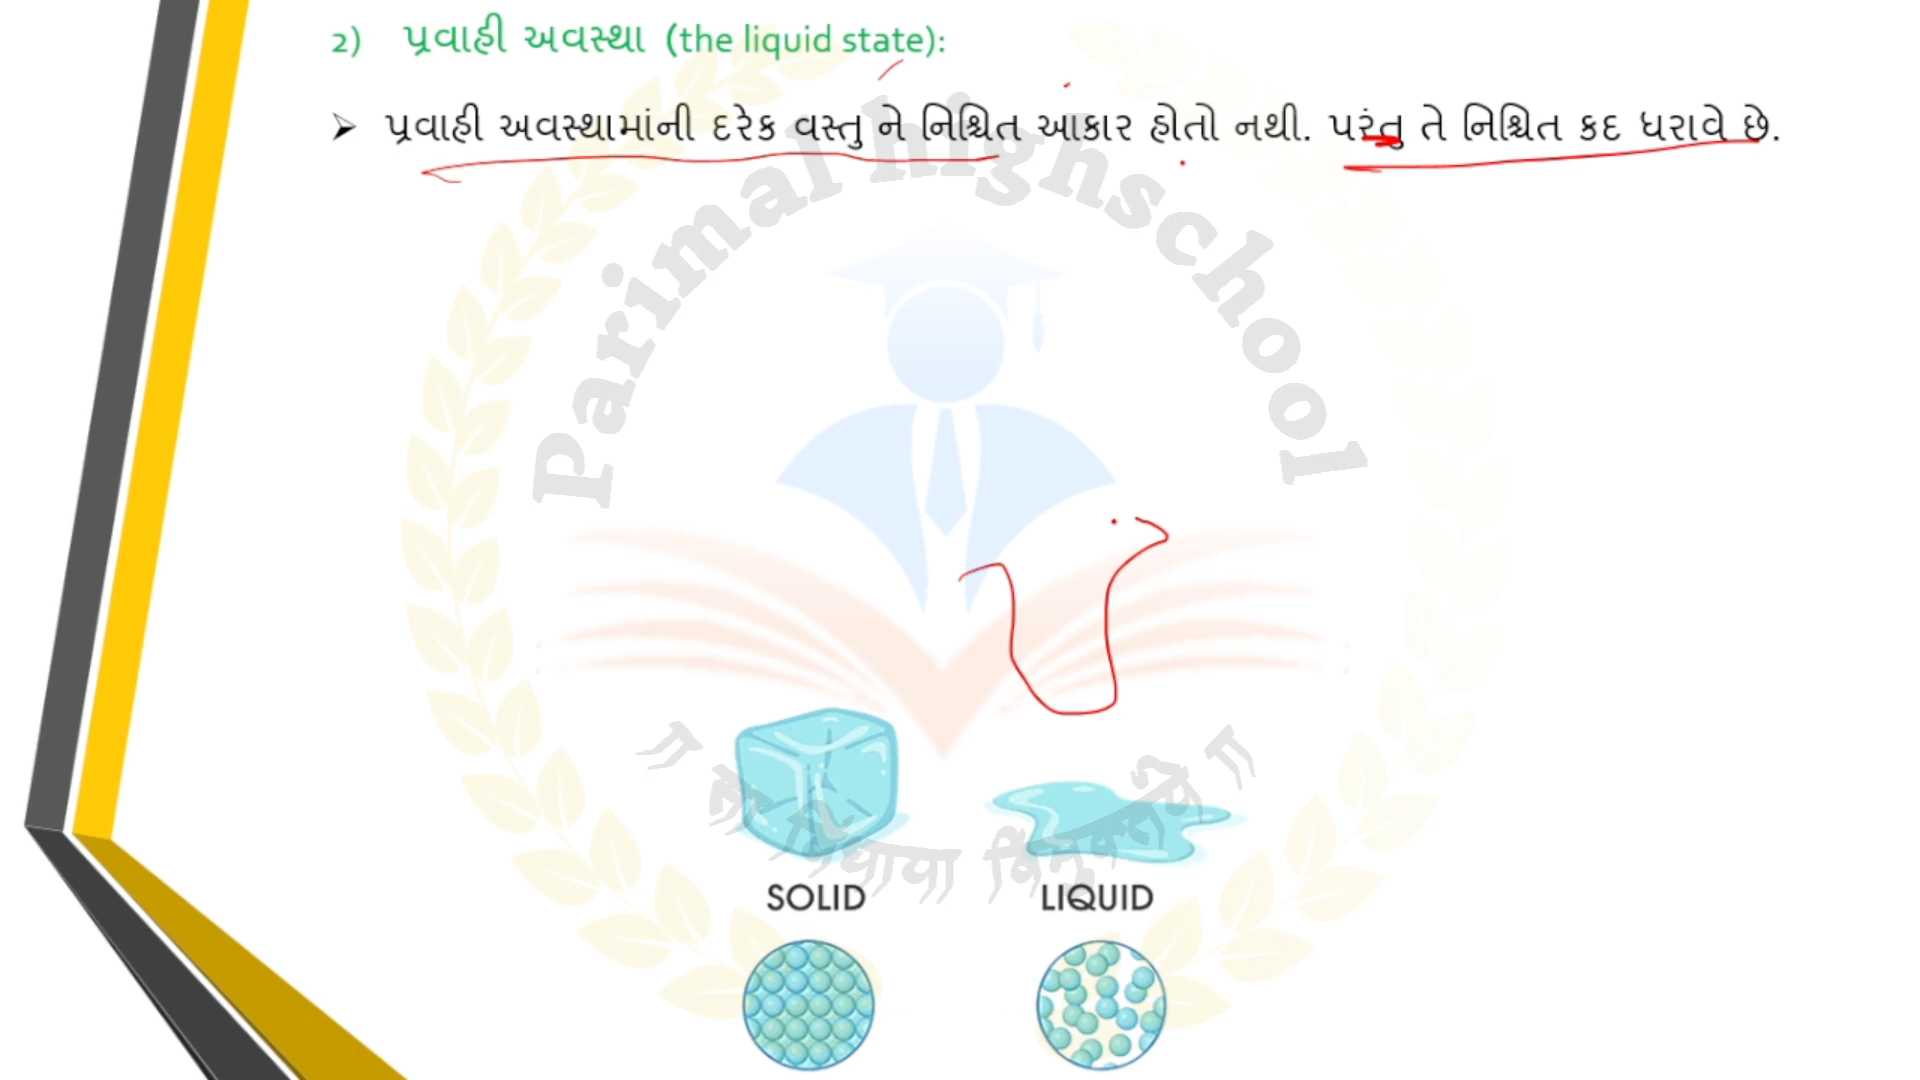 2) પ્રવાહી અવસ્થા (the liquid state):
➢ પ્રવાહી અવસ્થામાંની દરેક વસ્તુ ને નિશ્ચિત આકાર હોતો નથી. પરંતુ તે નિશ્ચિત કદ ધરાવે છે.
Parimal highschool
SOLID LIQUID